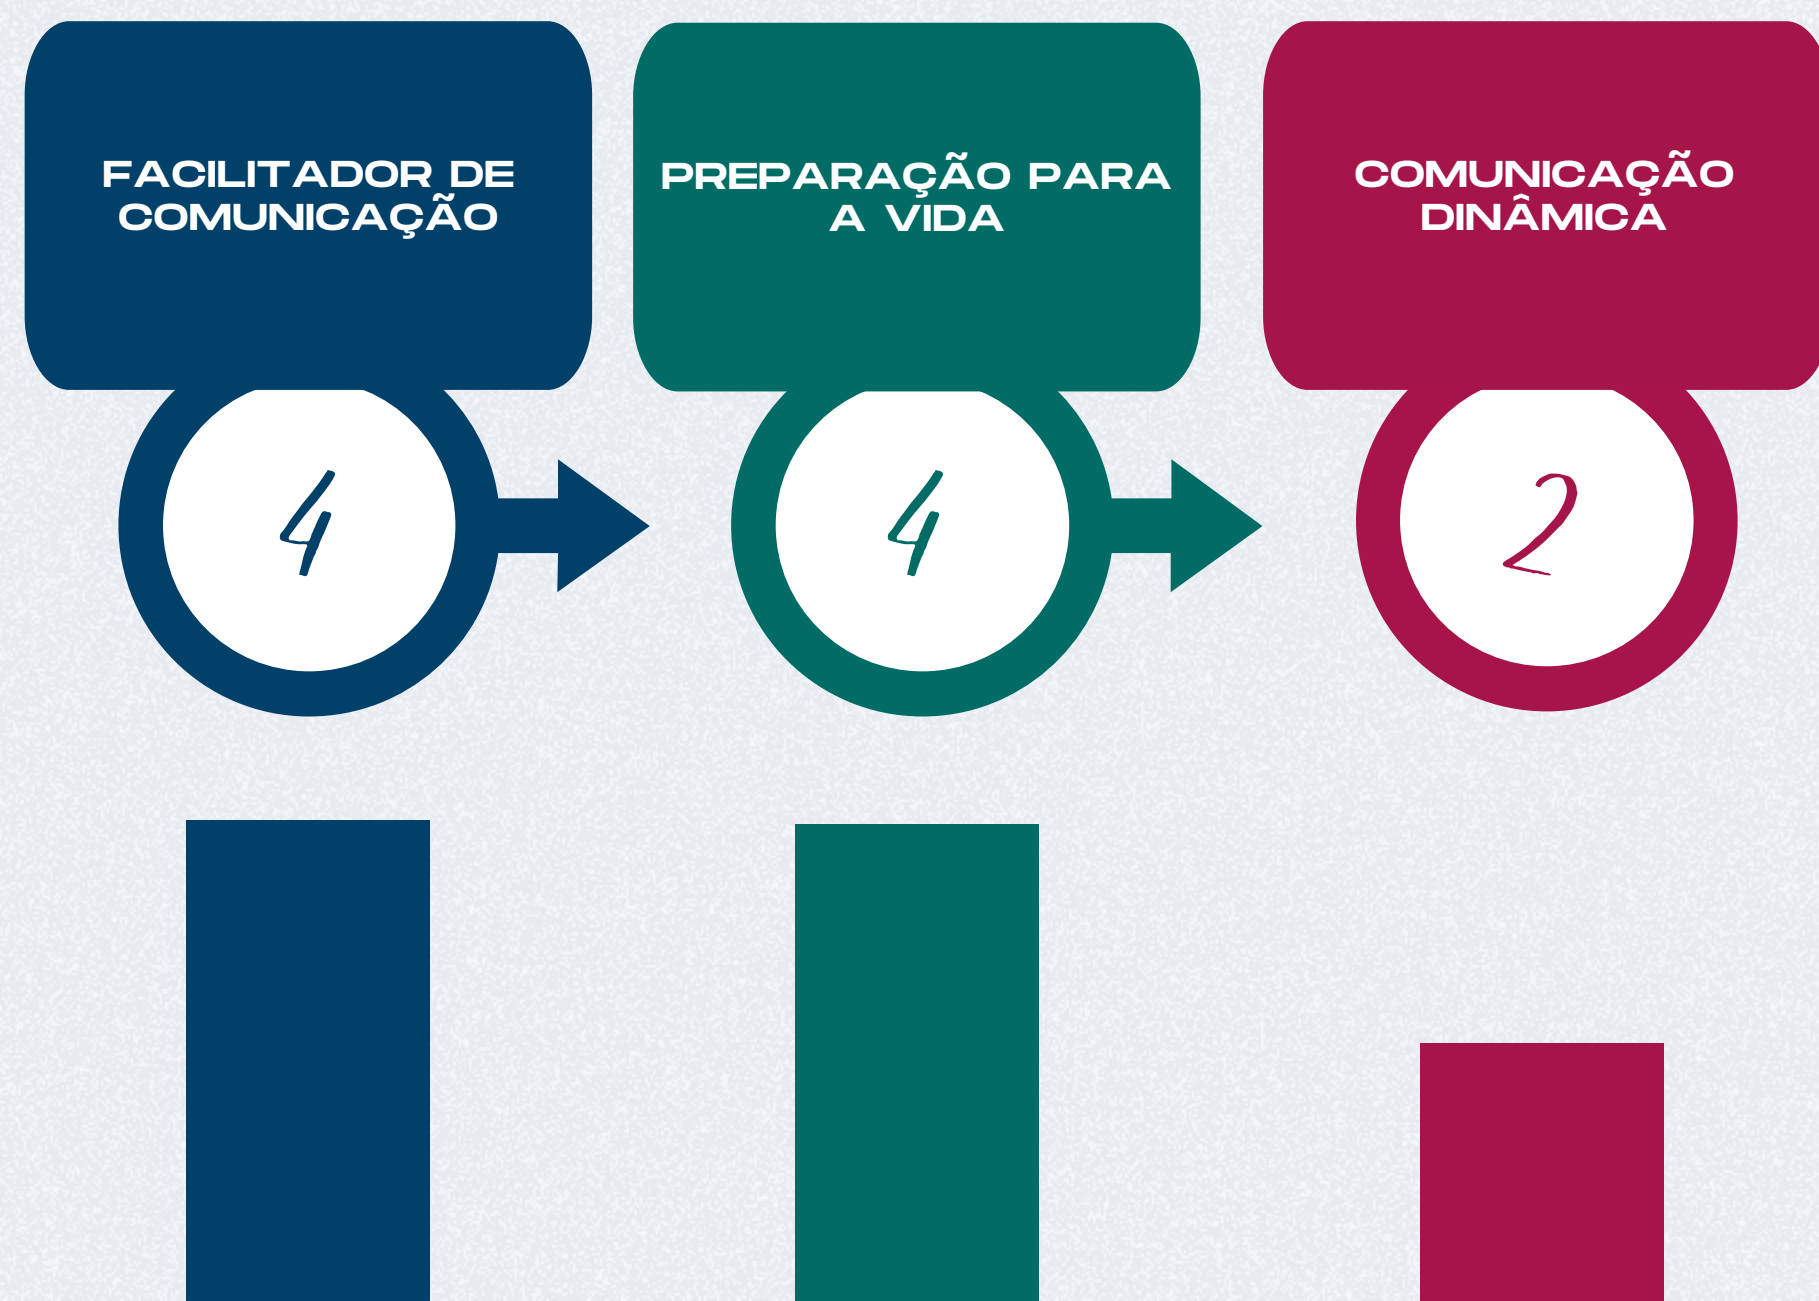 FACILITADOR DE
COMUNICAÇÃO
PREPARAÇÃO PARA
A VIDA
COMUNICAÇÃO
DINÂMICA
4
4
2